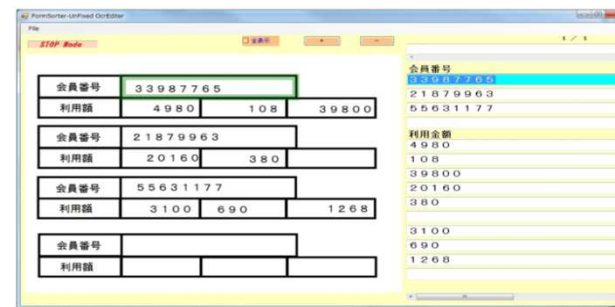 FormSorter-UnFixed OcrEditer
File
STOP Mode
全表示 + -
会員番号 33987765
利用額 4980 108 39800
会員番号 21879963
利用額 20160 380
会員番号 55631177
利用額 3100 690 1268
会員番号
利用額
会員番号
33987765
21879963
55631177
利用金額
4980
108
39800
20160
380
3100
690
1268